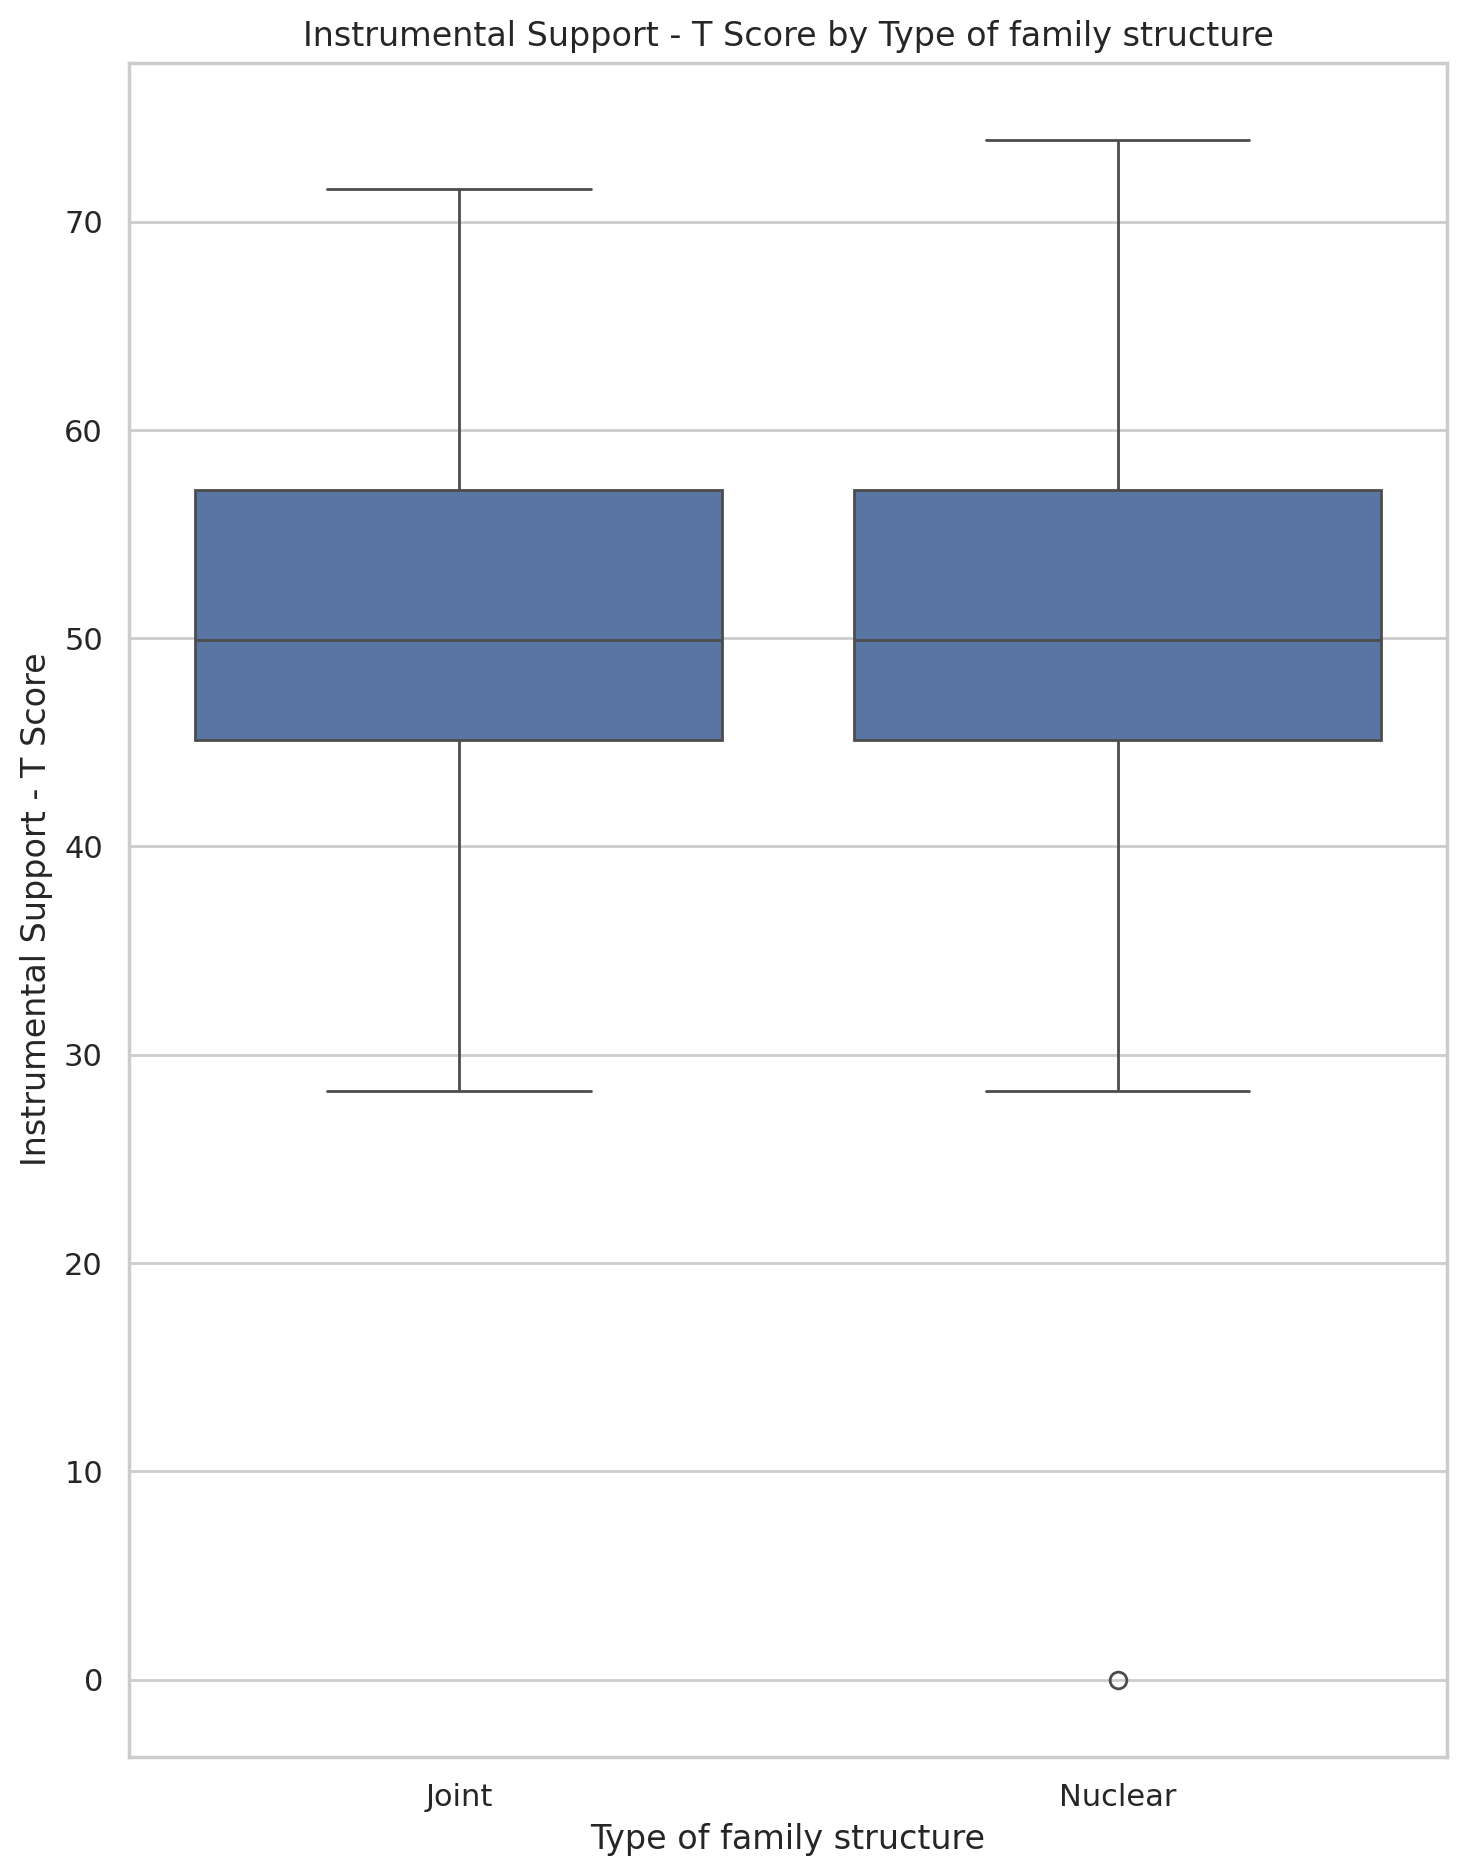 Instrumental Support - T Score by Type of family structure
Instrumental Support - T Score
70
60
50
40
30
20
10
0
Joint
Nuclear
Type of family structure